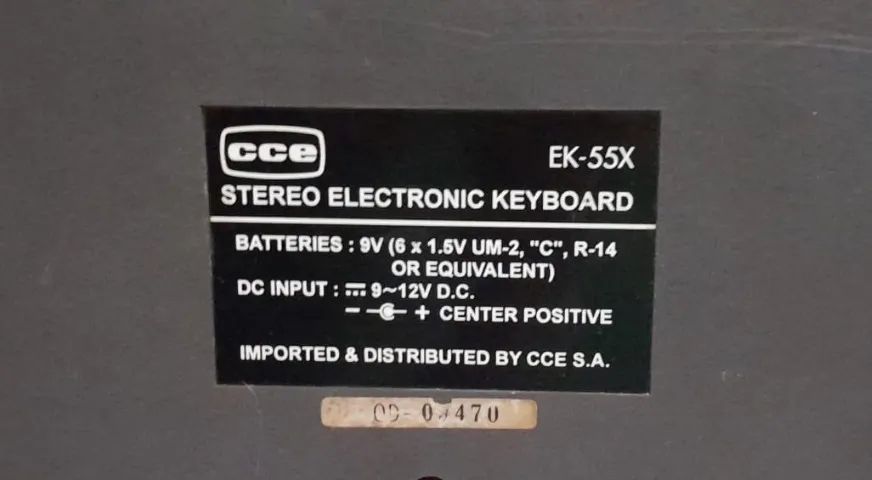 cce
EK-55X
STEREO ELECTRONIC KEYBOARD
BATTERIES : 9V (6 x 1.5V UM-2, "C", R-14
OR EQUIVALENT)
DC INPUT : ⎓ 9~12V D.C.
- + CENTER POSITIVE
IMPORTED & DISTRIBUTED BY CCE S.A.